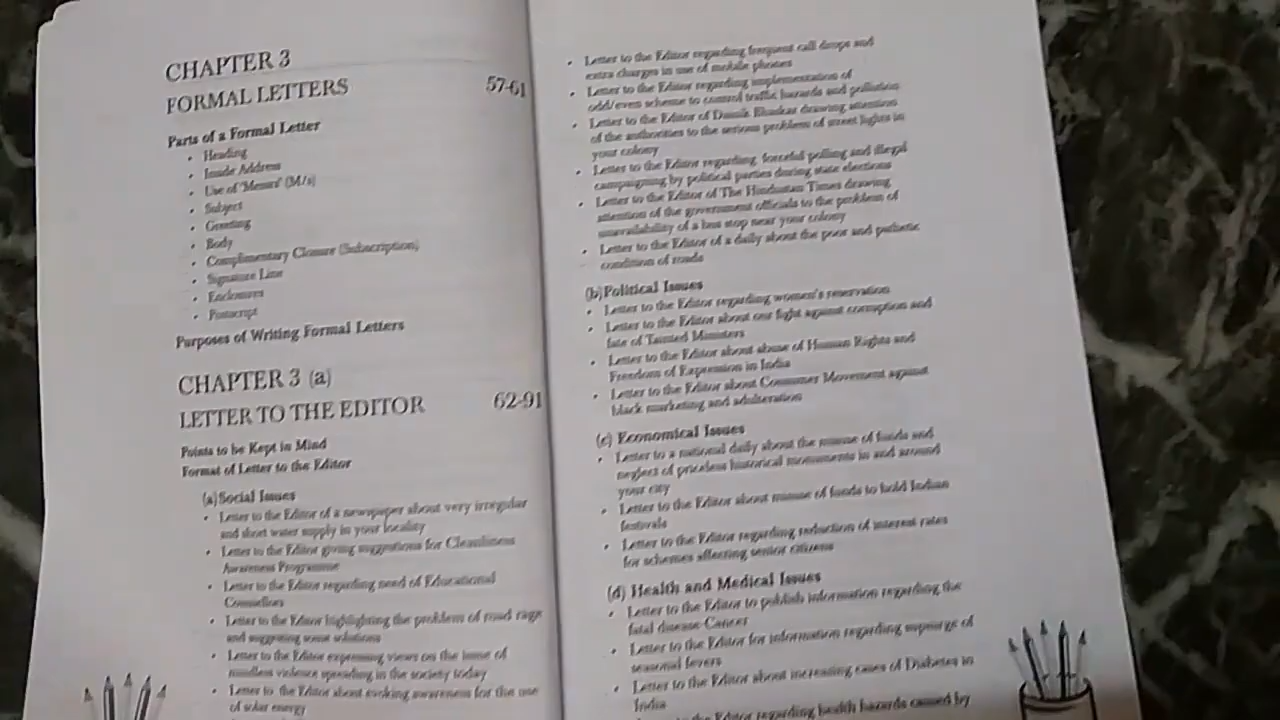 CHAPTER 3
FORMAL LETTERS 57-61
Parts of a Formal Letter
• Heading
• Inside Address
• Use of 'Messrs' (M/s)
• Subject
• Greeting
• Body
• Complimentary Closure (Subscription)
• Signature Line
• Enclosures
• Postscript
Purposes of Writing Formal Letters
CHAPTER 3 (a)
LETTER TO THE EDITOR 62-91
Points to be Kept in Mind
Format of Letter to the Editor
(a) Social Issues
• Letter to the Editor of a newspaper about very irregular
and short water supply in your locality
• Letter to the Editor giving suggestions for Cleanliness
Awareness Programme
• Letter to the Editor regarding need of Educational
Counsellors
• Letter to the Editor highlighting the problem of road rage
and suggesting some solutions
• Letter to the Editor expressing views on the issue of
mindless violence spreading in the society today
• Letter to the Editor about evoking awareness for the use
of solar energy
• Letter to the Editor regarding frequent call drops and
extra charges in use of mobile phones
• Letter to the Editor regarding implementation of
odd/even scheme to control traffic hazards and pollution
• Letter to the Editor of Dainik Bhaskar drawing attention
of the authorities to the serious problem of street lights in
your colony
• Letter to the Editor regarding forceful polling and illegal
campaigning by political parties during state elections
• Letter to the Editor of The Hindustan Times drawing
attention of the government officials to the problem of
unavailability of a bus stop near your colony
• Letter to the Editor of a daily about the poor and pathetic
condition of roads
(b) Political Issues
• Letter to the Editor regarding women's reservation
• Letter to the Editor about our fight against corruption and
fate of Tainted Ministers
• Letter to the Editor about abuse of Human Rights and
Freedom of Expression in India
• Letter to the Editor about Consumer Movement against
black marketing and adulteration
(c) Economical Issues
• Letter to a national daily about the misuse of funds and
neglect of priceless historical monuments in and around
your city
• Letter to the Editor about misuse of funds to hold Indian
festivals
• Letter to the Editor regarding reduction of interest rates
for schemes affecting senior citizens
(d) Health and Medical Issues
• Letter to the Editor to publish information regarding the
fatal disease-Cancer
• Letter to the Editor for information regarding upsurge of
seasonal fevers
• Letter to the Editor about increasing cases of Diabetes in
India
to the Editor regarding health hazards caused by